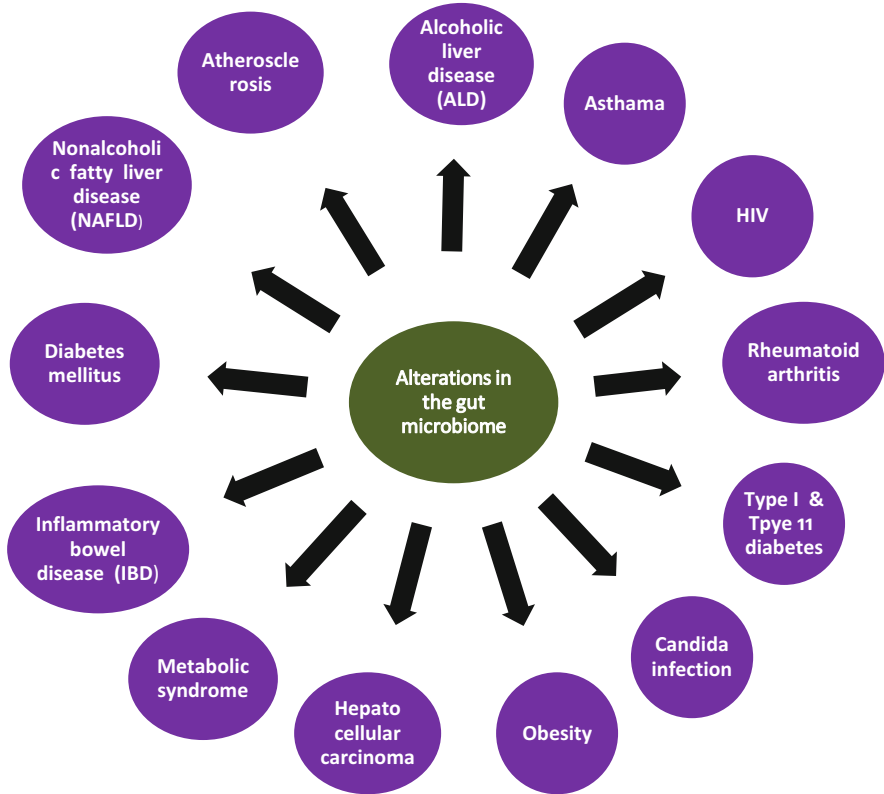 Alcoholic
liver
disease
(ALD)
Asthama
HIV
Rheumatoid
arthritis
Type I &
Tpye 11
diabetes
Candida
infection
Obesity
Hepato
cellular
carcinoma
Metabolic
syndrome
Inflammatory
bowel
disease (IBD)
Diabetes
mellitus
Nonalcoholi
c fatty liver
disease
(NAFLD)
Atheroscle
rosis
Alterations in
the gut
microbiome